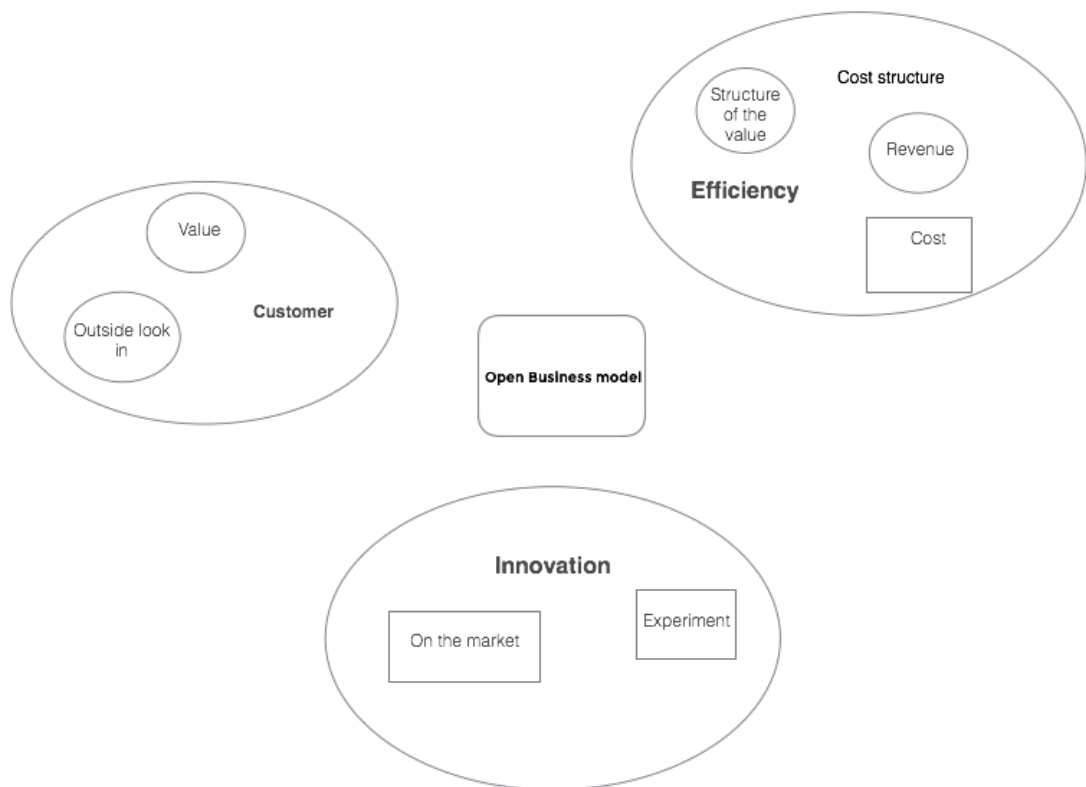 Cost structure
Structure
of the
value
Revenue
Efficiency
Cost
Value
Customer
Outside look
in
Open Business model
Innovation
On the market
Experiment